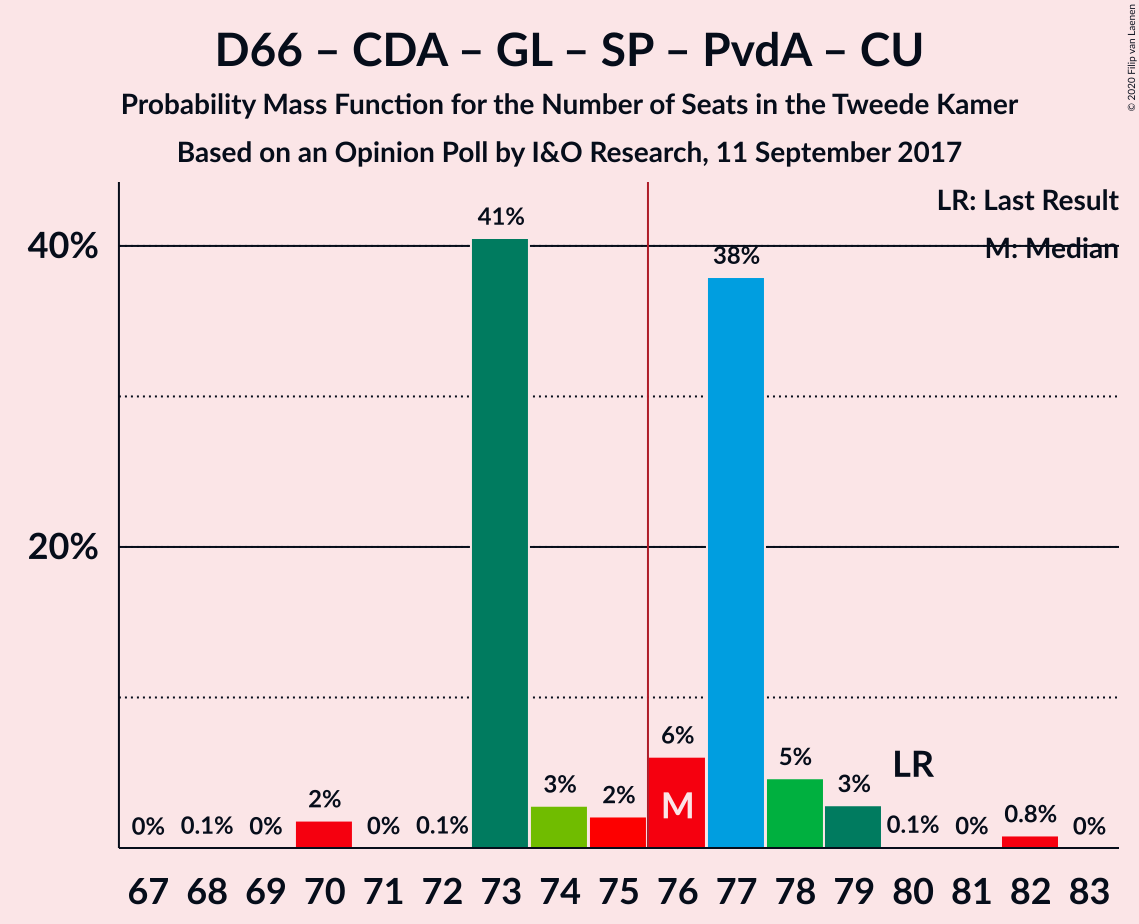 D66 – CDA – GL – SP – PvdA – CU
Probability Mass Function for the Number of Seats in the Tweede Kamer
Based on an Opinion Poll by I&O Research, 11 September 2017
© 2020 Filip van Laenen
LR: Last Result
M: Median
40%
20%
0% 0.1% 0% 2% 0% 0.1% 41% 3% 2% 6% 38% 5% 3% 0.1% 0% 0.8% 0%
M
LR
67 68 69 70 71 72 73 74 75 76 77 78 79 80 81 82 83